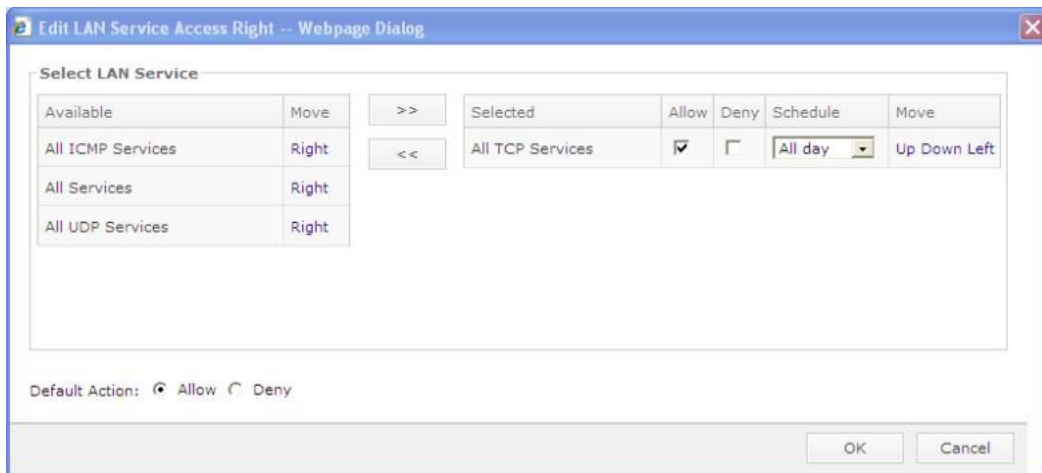 Edit LAN Service Access Right -- Webpage Dialog
Select LAN Service
Available Move >> Selected Allow Deny Schedule Move
All ICMP Services Right << All TCP Services All day Up Down Left
All Services Right
All UDP Services Right
Default Action: Allow Deny
OK Cancel